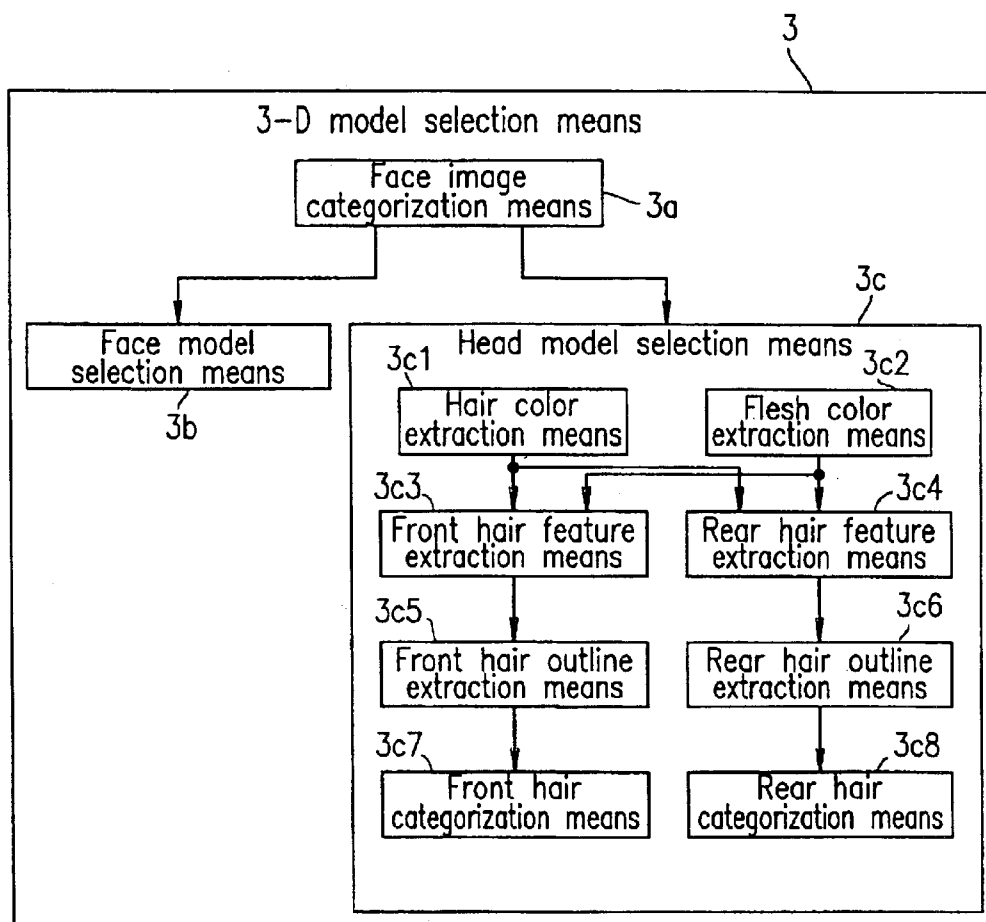 3
3-D model selection means
Face image
categorization means
3a
3c
Face model
selection means
3b
Head model selection means
3c1
3c2
Hair color
extraction means
Flesh color
extraction means
3c3
3c4
Front hair feature
extraction means
Rear hair feature
extraction means
3c5
3c6
Front hair outline
extraction means
Rear hair outline
extraction means
3c7
3c8
Front hair
categorization means
Rear hair
categorization means